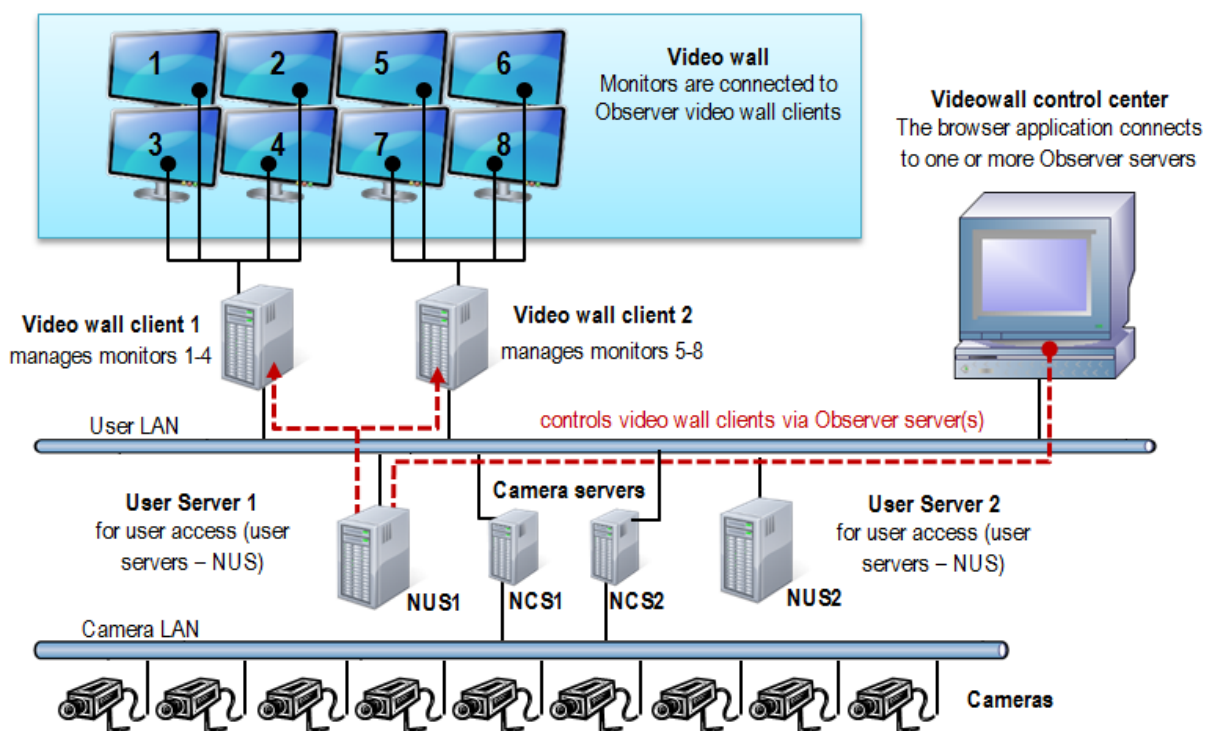 1
2
5
6
3
4
7
8
Video wall
Monitors are connected to
Observer video wall clients
Videowall control center
The browser application connects
to one or more Observer servers
Video wall client 1
manages monitors 1-4
Video wall client 2
manages monitors 5-8
User LAN
controls video wall clients via Observer server(s)
User Server 1
for user access (user
servers – NUS)
Camera servers
User Server 2
for user access (user
servers – NUS)
NUS1
NCS1
NCS2
NUS2
Camera LAN
Cameras